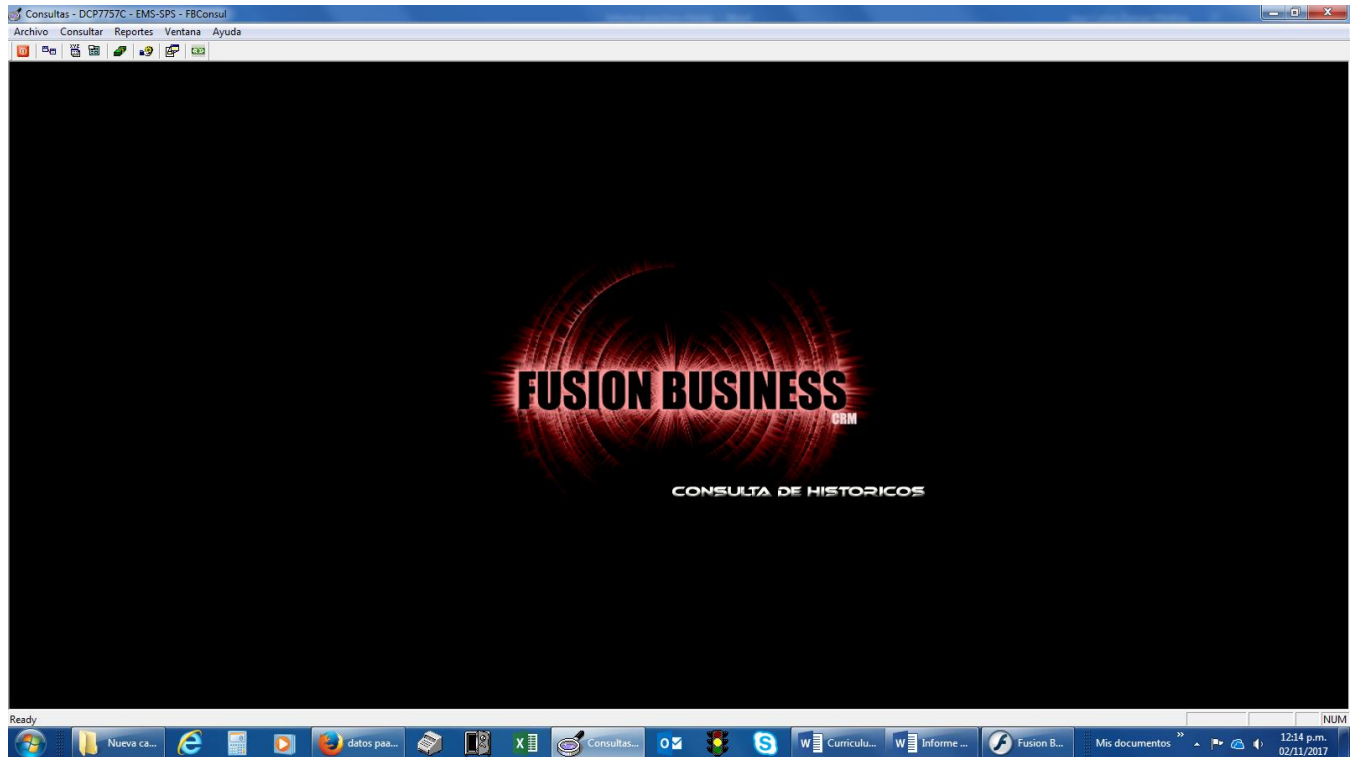 Consultas - DCP7757C - EMS-SPS - FBConsul
Archivo Consultar Reportes Ventana Ayuda
FUSION BUSINESS
CRM
CONSULTA DE HISTORICOS
Ready
NUM
Nueva ca...
datos paa...
Consultas...
Curriculu...
Informe ...
Fusion B...
Mis documentos
12:14 p.m.
02/11/2017